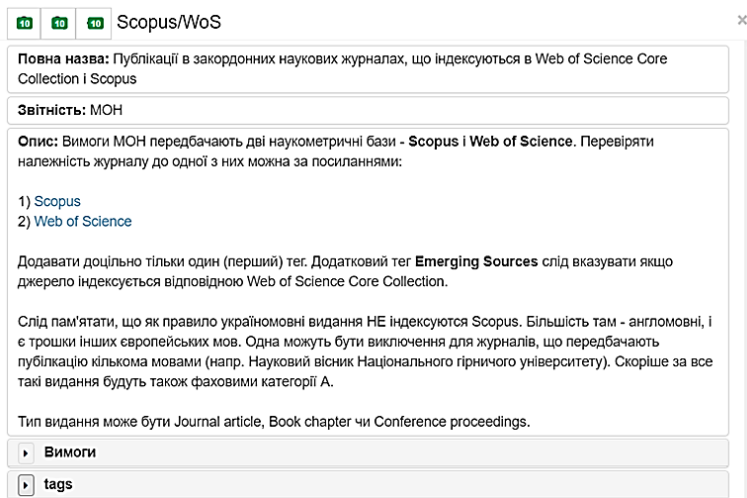 10 10 10 Scopus/WoS ×
Повна назва: Публікації в закордонних наукових журналах, що індексуються в Web of Science Core
Collection і Scopus
Звітність: МОН
Опис: Вимоги МОН передбачають дві наукометричні бази - Scopus і Web of Science. Перевіряти
належність журналу до одної з них можна за посиланнями:
1) Scopus
2) Web of Science
Додавати доцільно тільки один (перший) тег. Додатковий тег Emerging Sources слід вказувати якщо
джерело індексується відповідною Web of Science Core Collection.
Слід пам'ятати, що як правило україномовні видання НЕ індексуются Scopus. Більшість там - англомовні, і
є трошки інших європейських мов. Одна можуть бути виключення для журналів, що передбачають
публікацію кількома мовами (напр. Науковий вісник Національного гірничого університету). Скоріше за все
такі видання будуть також фаховими категорії А.
Тип видання може бути Journal article, Book chapter чи Conference proceedings.
Вимоги
tags